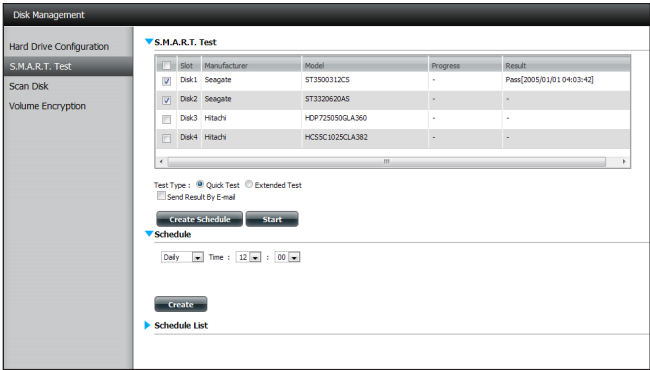 Disk Management
Hard Drive Configuration
S.M.A.R.T. Test
Scan Disk
Volume Encryption
S.M.A.R.T. Test
Slot Manufacturer Model Progress Result
Disk1 Seagate ST3500312CS - Pass[2005/01/01 04:03:42]
Disk2 Seagate ST3320620AS - -
Disk3 Hitachi HDP725050GLA360 - -
Disk4 Hitachi HCS5C1025CLA382 - -
Test Type : Quick Test Extended Test
Send Result By E-mail
Create Schedule Start
Schedule
Daily Time : 12 : 00
Create
Schedule List